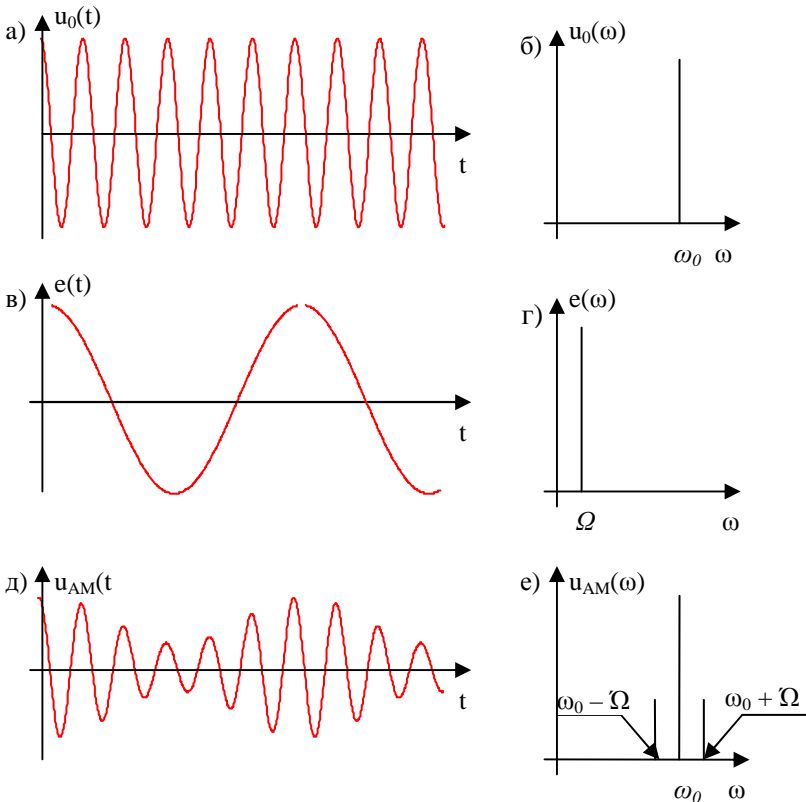 а) u₀(t)
t
б) u₀(ω)
ω₀ ω
в) e(t)
t
г) e(ω)
Ω ω
д) u_AM(t
t
е) u_AM(ω)
ω₀ – Ώ
ω₀ + Ώ
ω₀ ω